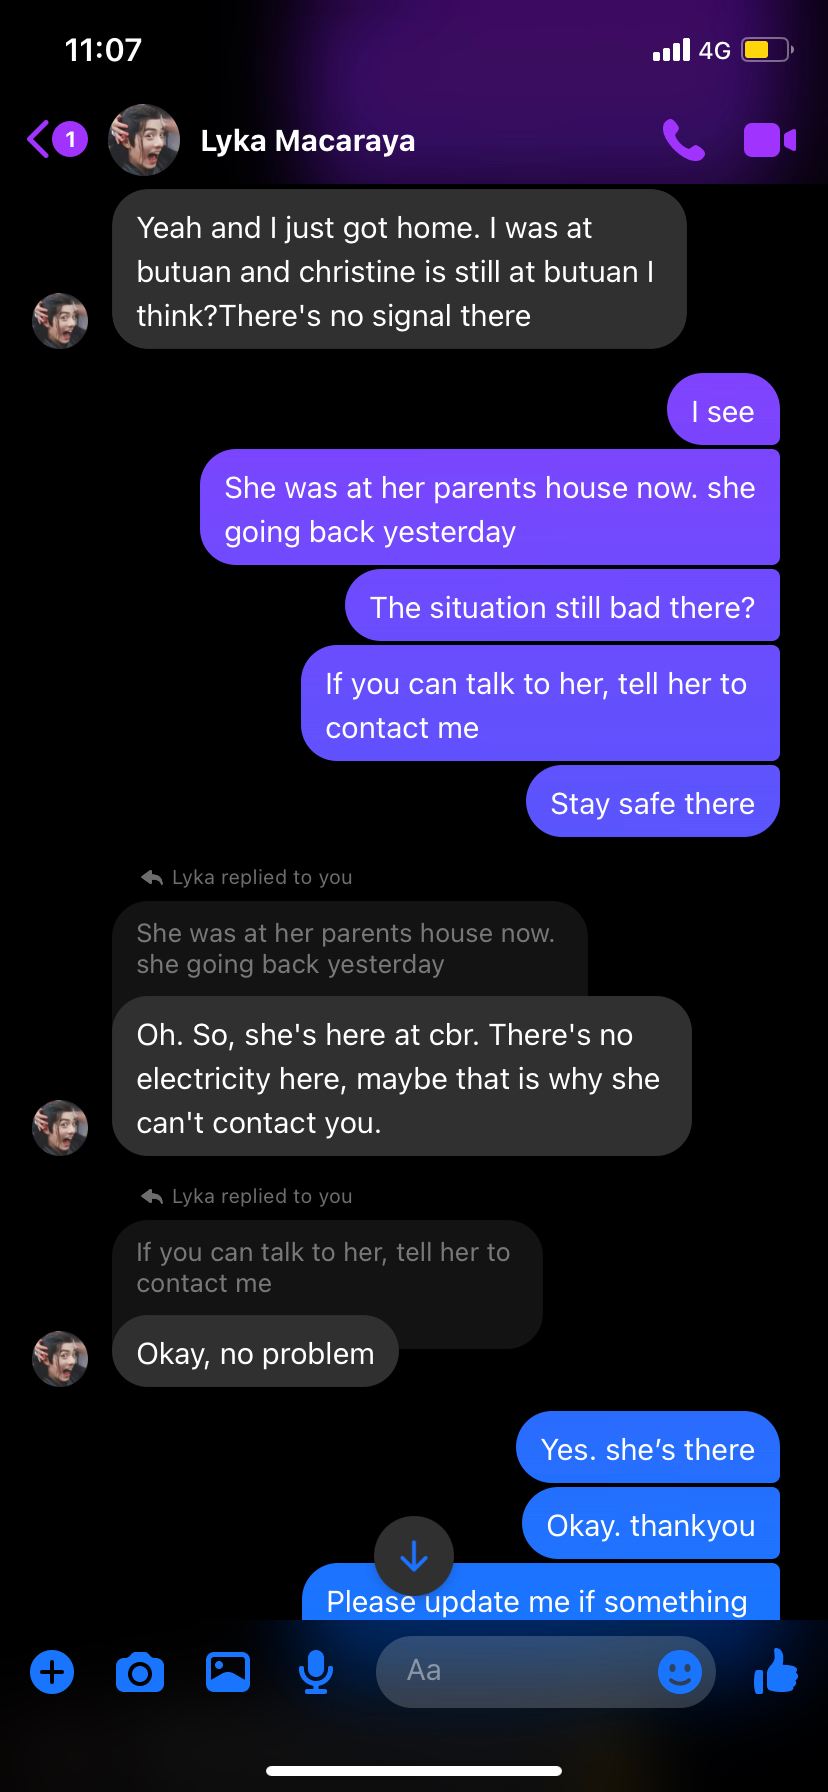 11:07
4G
1
Lyka Macaraya
Yeah and I just got home. I was at
butuan and christine is still at butuan I
think?There's no signal there
I see
She was at her parents house now. she
going back yesterday
The situation still bad there?
If you can talk to her, tell her to
contact me
Stay safe there
Lyka replied to you
She was at her parents house now.
she going back yesterday
Oh. So, she's here at cbr. There's no
electricity here, maybe that is why she
can't contact you.
Lyka replied to you
If you can talk to her, tell her to
contact me
Okay, no problem
Yes. she’s there
Okay. thankyou
Please update me if something
Aa